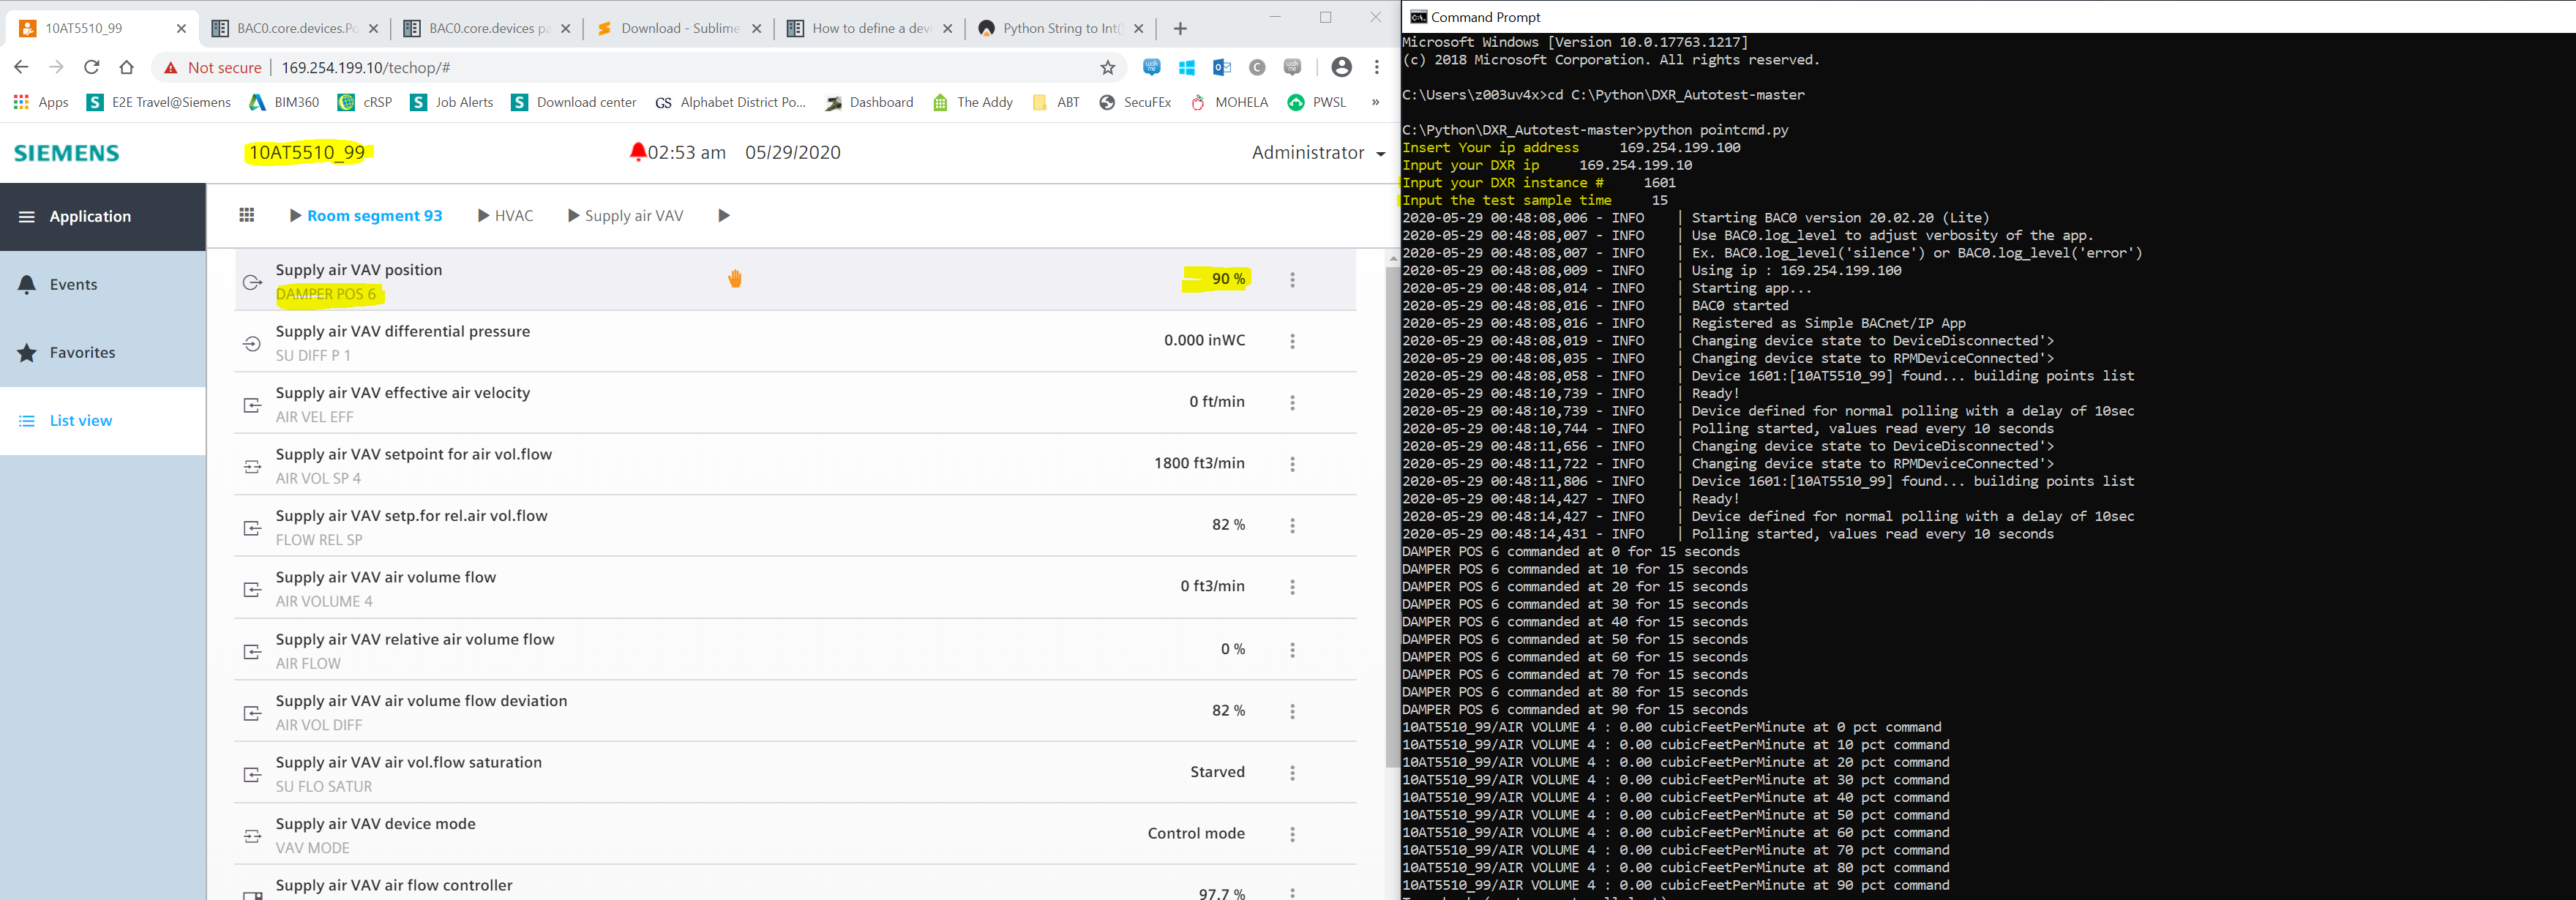 10AT5510_99
BAC0.core.devices.Po
BAC0.core.devices pa
Download - Sublime
How to define a devi
Python String to Int()
Not secure | 169.254.199.10/techop/#
Apps
E2E Travel@Siemens
BIM360
cRSP
Job Alerts
Download center
GS Alphabet District Po...
Dashboard
The Addy
ABT
SecuFEx
MOHELA
PWSL
»
SIEMENS
10AT5510_99
02:53 am 05/29/2020
Administrator
Application
Events
Favorites
List view
Room segment 93
HVAC
Supply air VAV
Supply air VAV position
DAMPER POS 6
90 %
Supply air VAV differential pressure
SU DIFF P 1
0.000 inWC
Supply air VAV effective air velocity
AIR VEL EFF
0 ft/min
Supply air VAV setpoint for air vol.flow
AIR VOL SP 4
1800 ft3/min
Supply air VAV setp.for rel.air vol.flow
FLOW REL SP
82 %
Supply air VAV air volume flow
AIR VOLUME 4
0 ft3/min
Supply air VAV relative air volume flow
AIR FLOW
0 %
Supply air VAV air volume flow deviation
AIR VOL DIFF
82 %
Supply air VAV air vol.flow saturation
SU FLO SATUR
Starved
Supply air VAV device mode
VAV MODE
Control mode
Supply air VAV air flow controller
97.7 %
Command Prompt
Microsoft Windows [Version 10.0.17763.1217]
(c) 2018 Microsoft Corporation. All rights reserved.
C:\Users\z003uv4x>cd C:\Python\DXR_Autotest-master
C:\Python\DXR_Autotest-master>python pointcmd.py
Insert Your ip address 169.254.199.100
Input your DXR ip 169.254.199.10
Input your DXR instance # 1601
Input the test sample time 15
2020-05-29 00:48:08,006 - INFO | Starting BAC0 version 20.02.20 (Lite)
2020-05-29 00:48:08,007 - INFO | Use BAC0.log_level to adjust verbosity of the app.
2020-05-29 00:48:08,007 - INFO | Ex. BAC0.log_level('silence') or BAC0.log_level('error')
2020-05-29 00:48:08,009 - INFO | Using ip : 169.254.199.100
2020-05-29 00:48:08,014 - INFO | Starting app...
2020-05-29 00:48:08,016 - INFO | BAC0 started
2020-05-29 00:48:08,016 - INFO | Registered as Simple BACnet/IP App
2020-05-29 00:48:08,019 - INFO | Changing device state to DeviceDisconnected'>
2020-05-29 00:48:08,035 - INFO | Changing device state to RPMDeviceConnected'>
2020-05-29 00:48:08,058 - INFO | Device 1601:[10AT5510_99] found... building points list
2020-05-29 00:48:10,739 - INFO | Ready!
2020-05-29 00:48:10,739 - INFO | Device defined for normal polling with a delay of 10sec
2020-05-29 00:48:10,744 - INFO | Polling started, values read every 10 seconds
2020-05-29 00:48:11,656 - INFO | Changing device state to DeviceDisconnected'>
2020-05-29 00:48:11,722 - INFO | Changing device state to RPMDeviceConnected'>
2020-05-29 00:48:11,806 - INFO | Device 1601:[10AT5510_99] found... building points list
2020-05-29 00:48:14,427 - INFO | Ready!
2020-05-29 00:48:14,427 - INFO | Device defined for normal polling with a delay of 10sec
2020-05-29 00:48:14,431 - INFO | Polling started, values read every 10 seconds
DAMPER POS 6 commanded at 0 for 15 seconds
DAMPER POS 6 commanded at 10 for 15 seconds
DAMPER POS 6 commanded at 20 for 15 seconds
DAMPER POS 6 commanded at 30 for 15 seconds
DAMPER POS 6 commanded at 40 for 15 seconds
DAMPER POS 6 commanded at 50 for 15 seconds
DAMPER POS 6 commanded at 60 for 15 seconds
DAMPER POS 6 commanded at 70 for 15 seconds
DAMPER POS 6 commanded at 80 for 15 seconds
DAMPER POS 6 commanded at 90 for 15 seconds
10AT5510_99/AIR VOLUME 4 : 0.00 cubicFeetPerMinute at 0 pct command
10AT5510_99/AIR VOLUME 4 : 0.00 cubicFeetPerMinute at 10 pct command
10AT5510_99/AIR VOLUME 4 : 0.00 cubicFeetPerMinute at 20 pct command
10AT5510_99/AIR VOLUME 4 : 0.00 cubicFeetPerMinute at 30 pct command
10AT5510_99/AIR VOLUME 4 : 0.00 cubicFeetPerMinute at 40 pct command
10AT5510_99/AIR VOLUME 4 : 0.00 cubicFeetPerMinute at 50 pct command
10AT5510_99/AIR VOLUME 4 : 0.00 cubicFeetPerMinute at 60 pct command
10AT5510_99/AIR VOLUME 4 : 0.00 cubicFeetPerMinute at 70 pct command
10AT5510_99/AIR VOLUME 4 : 0.00 cubicFeetPerMinute at 80 pct command
10AT5510_99/AIR VOLUME 4 : 0.00 cubicFeetPerMinute at 90 pct command